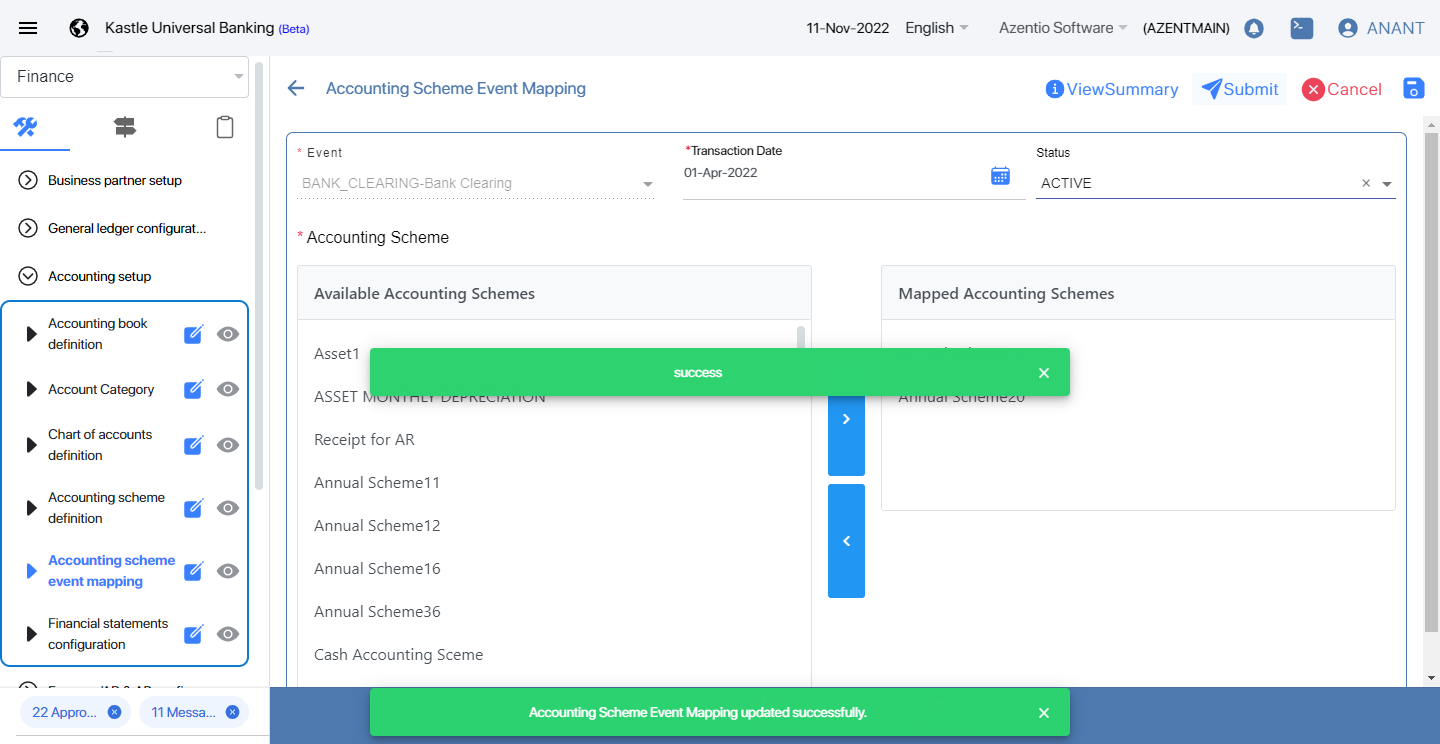 Kastle Universal Banking (Beta)
11-Nov-2022
English
Azentio Software
(AZENTMAIN)
ANANT
Finance
Business partner setup
General ledger configurat...
Accounting setup
Accounting book
definition
Account Category
Chart of accounts
definition
Accounting scheme
definition
Accounting scheme
event mapping
Financial statements
configuration
22 Appro...
11 Messa...
Accounting Scheme Event Mapping
ViewSummary
Submit
Cancel
* Event
BANK_CLEARING-Bank Clearing
*Transaction Date
01-Apr-2022
Status
ACTIVE
* Accounting Scheme
Available Accounting Schemes
Asset1
ASSET MONTHLY DEPRECIATION
Receipt for AR
Annual Scheme11
Annual Scheme12
Annual Scheme16
Annual Scheme36
Cash Accounting Sceme
Mapped Accounting Schemes
Annual Scheme20
success
Accounting Scheme Event Mapping updated successfully.